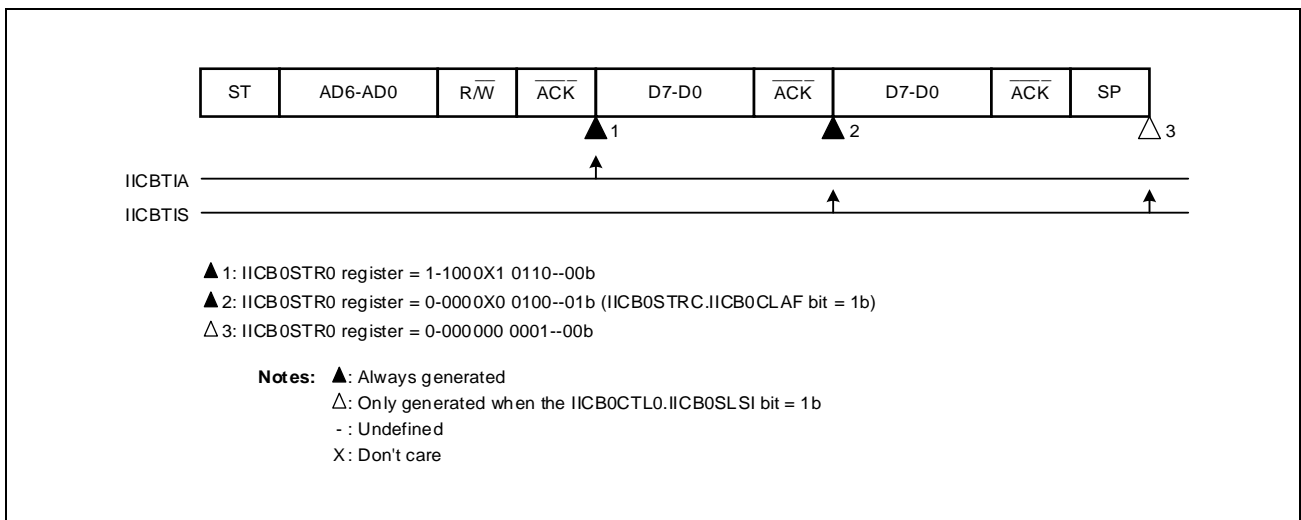 ST AD6-AD0 R/W ACK D7-D0 ACK D7-D0 ACK SP
▲1 ▲2 △3
IICBTIA
IICBTIS
▲1: IICB0STR0 register = 1-1000X1 0110--00b
▲2: IICB0STR0 register = 0-0000X0 0100--01b (IICB0STRC.IICB0CLAF bit = 1b)
△3: IICB0STR0 register = 0-000000 0001--00b
Notes: ▲: Always generated
△: Only generated when the IICB0CTL0.IICB0SLSI bit = 1b
- : Undefined
X: Don't care